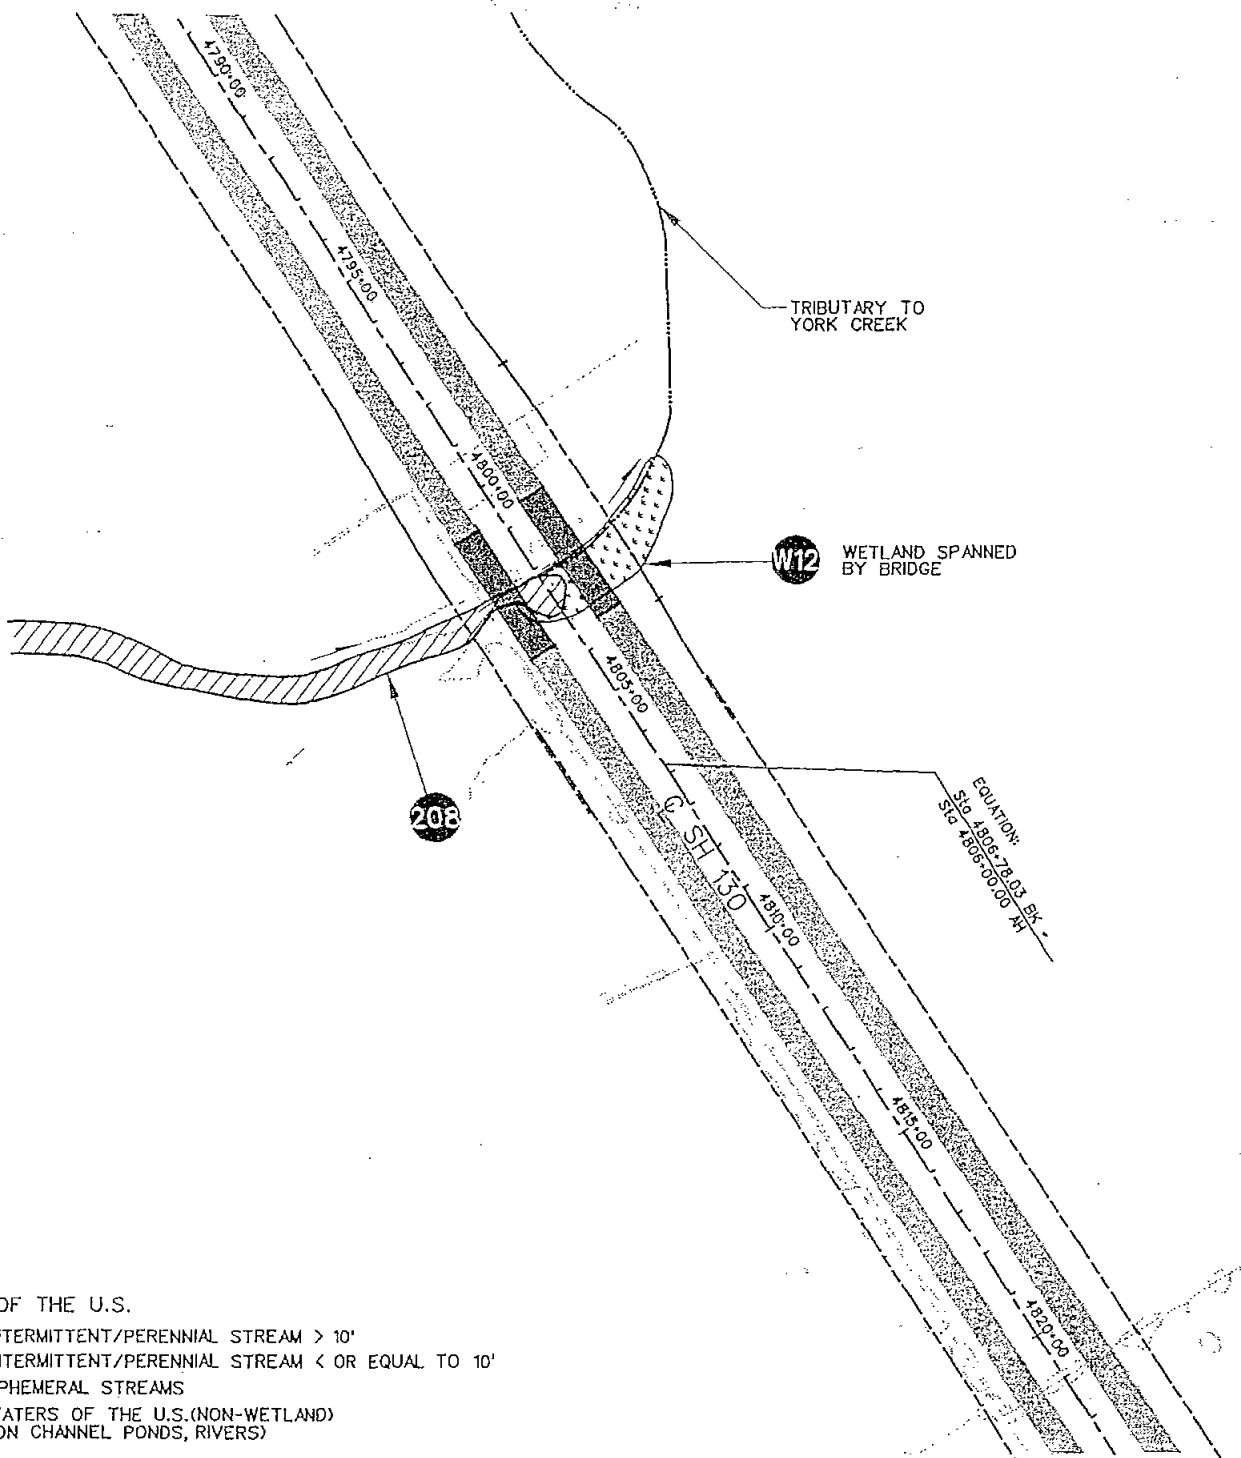 4790+00
4795+00
TRIBUTARY TO
YORK CREEK
4800+00
W12
WETLAND SPANNED
BY BRIDGE
4805+00
208
EQUATION:
Sta 4806+78.03 BK =
Sta 4806+00.00 AH
℄ SH 130
4810+00
4815+00
4820+00
OF THE U.S.
TERMITTENT/PERENNIAL STREAM > 10'
TERMITTENT/PERENNIAL STREAM < OR EQUAL TO 10'
PHEMERAL STREAMS
ATERS OF THE U.S.(NON-WETLAND)
ON CHANNEL PONDS, RIVERS)